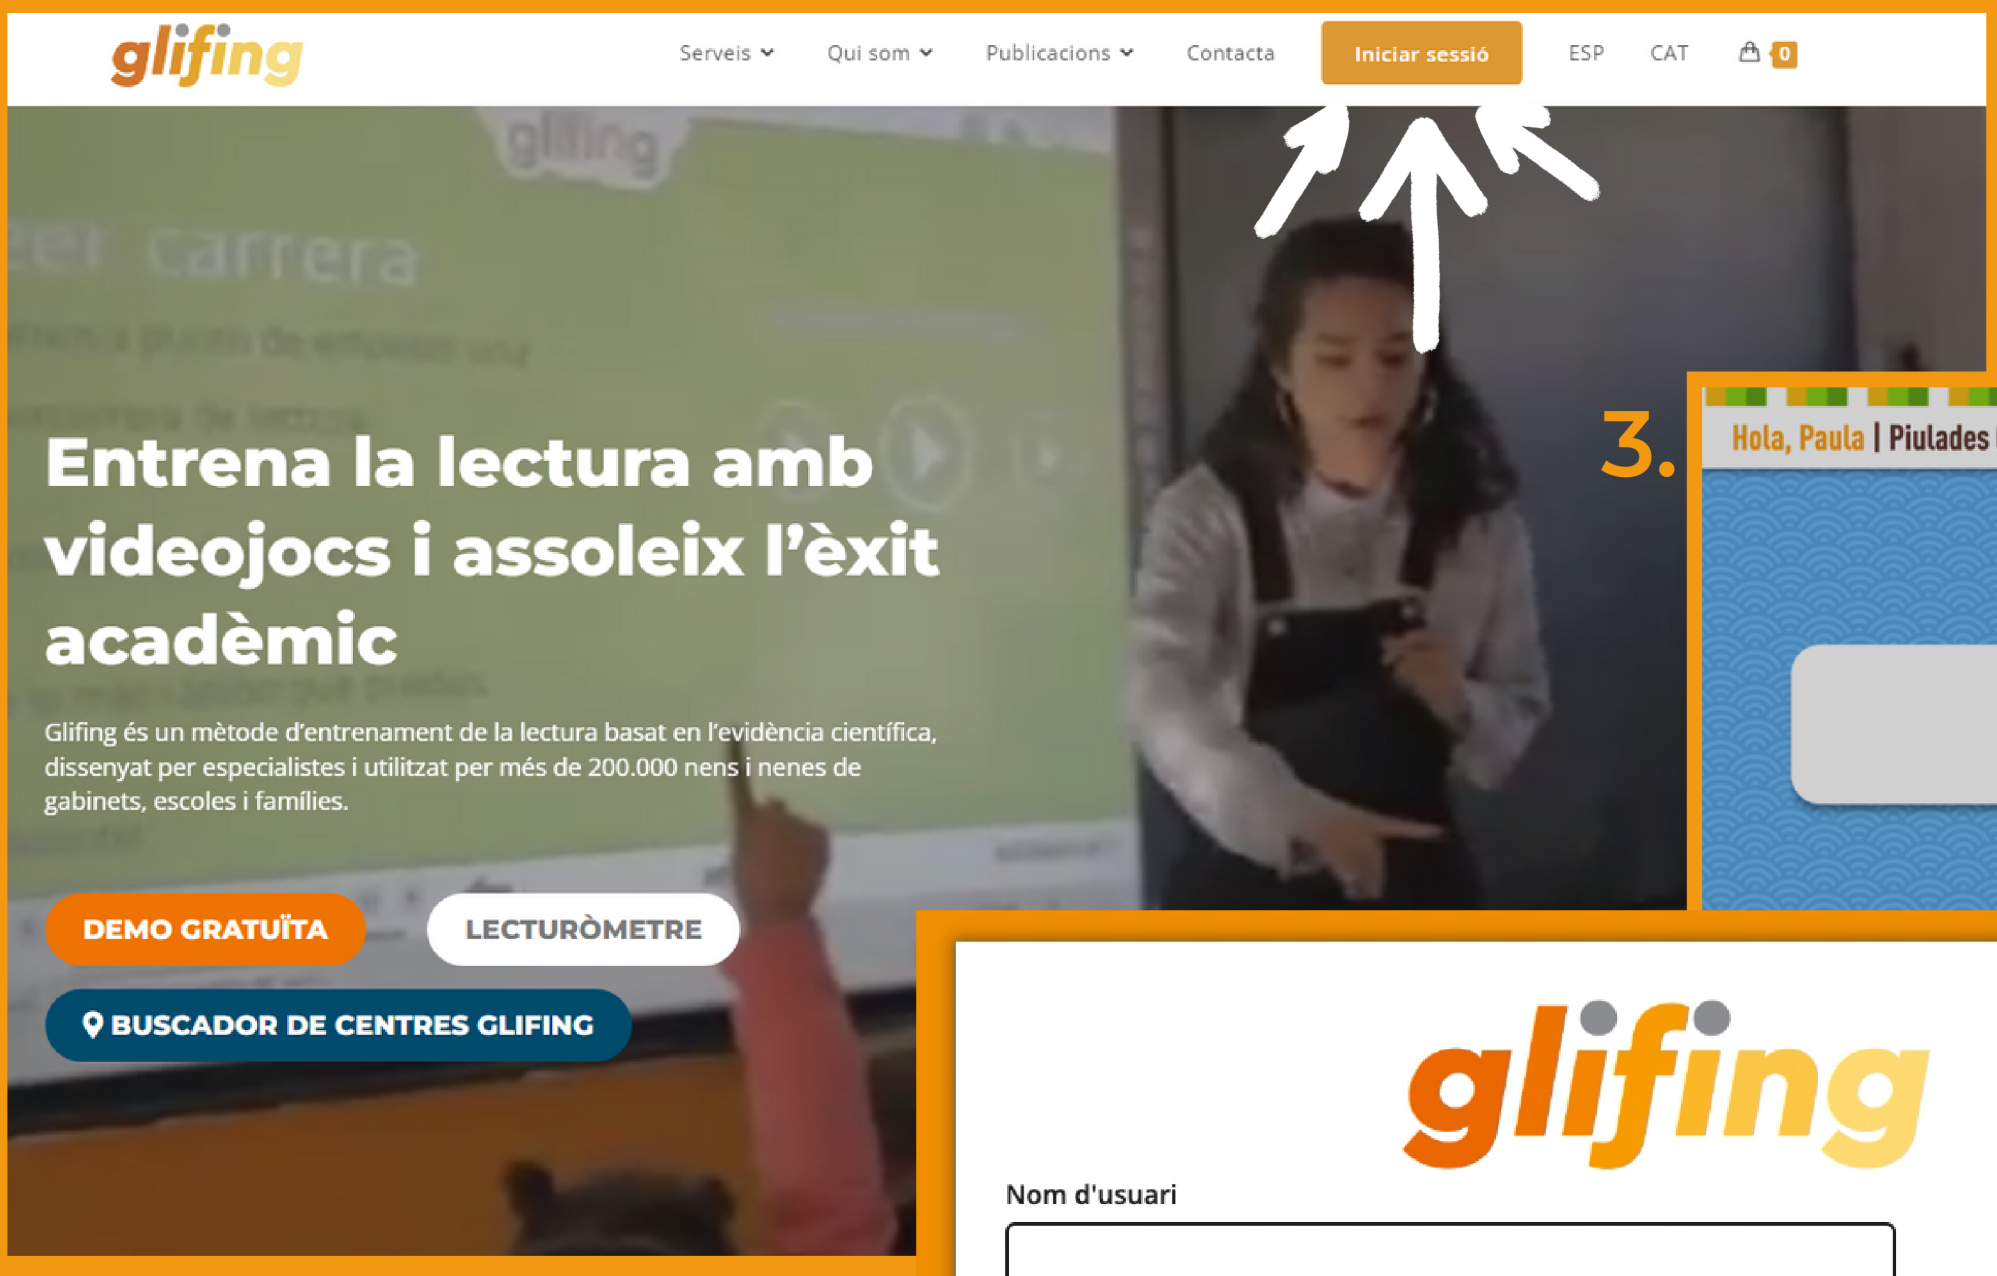 glifing
Serveis
Qui som
Publicacions
Contacta
Iniciar sessió
ESP
CAT
0
glifing
eer carrera
Entrena la lectura amb
videojocs i assoleix l'èxit
acadèmic
Glifing és un mètode d'entrenament de la lectura basat en l'evidència científica,
dissenyat per especialistes i utilitzat per més de 200.000 nens i nenes de
gabinets, escoles i famílies.
DEMO GRATUÏTA
LECTURÒMETRE
BUSCADOR DE CENTRES GLIFING
3.
Hola, Paula | Piulades
glifing
Nom d'usuari